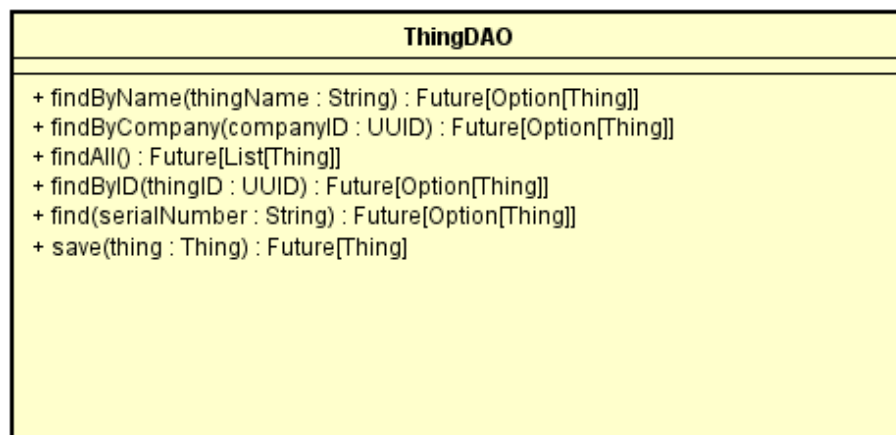 ThingDAO
+ findByName(thingName : String) : Future[Option[Thing]]
+ findByCompany(companyID : UUID) : Future[Option[Thing]]
+ findAll() : Future[List[Thing]]
+ findByID(thingID : UUID) : Future[Option[Thing]]
+ find(serialNumber : String) : Future[Option[Thing]]
+ save(thing : Thing) : Future[Thing]